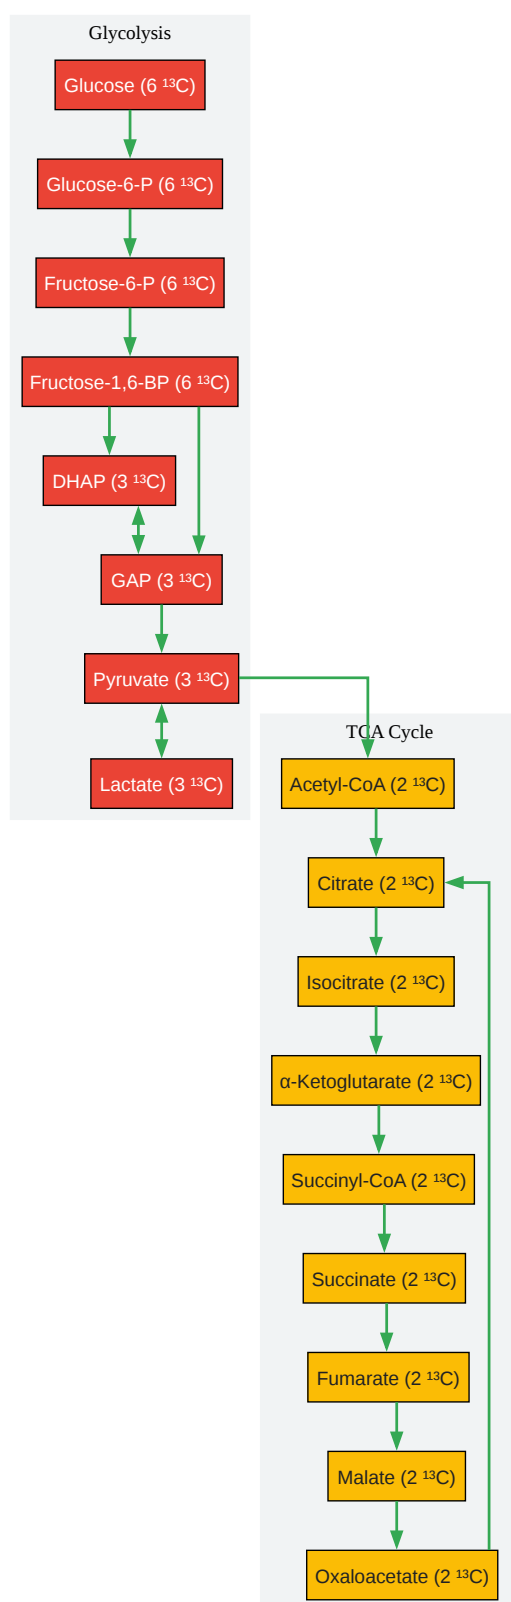 Glycolysis
Glucose (6 ¹³C)
Glucose-6-P (6 ¹³C)
Fructose-6-P (6 ¹³C)
Fructose-1,6-BP (6 ¹³C)
DHAP (3 ¹³C)
GAP (3 ¹³C)
Pyruvate (3 ¹³C)
Lactate (3 ¹³C)
TCA Cycle
Acetyl-CoA (2 ¹³C)
Citrate (2 ¹³C)
Isocitrate (2 ¹³C)
α-Ketoglutarate (2 ¹³C)
Succinyl-CoA (2 ¹³C)
Succinate (2 ¹³C)
Fumarate (2 ¹³C)
Malate (2 ¹³C)
Oxaloacetate (2 ¹³C)